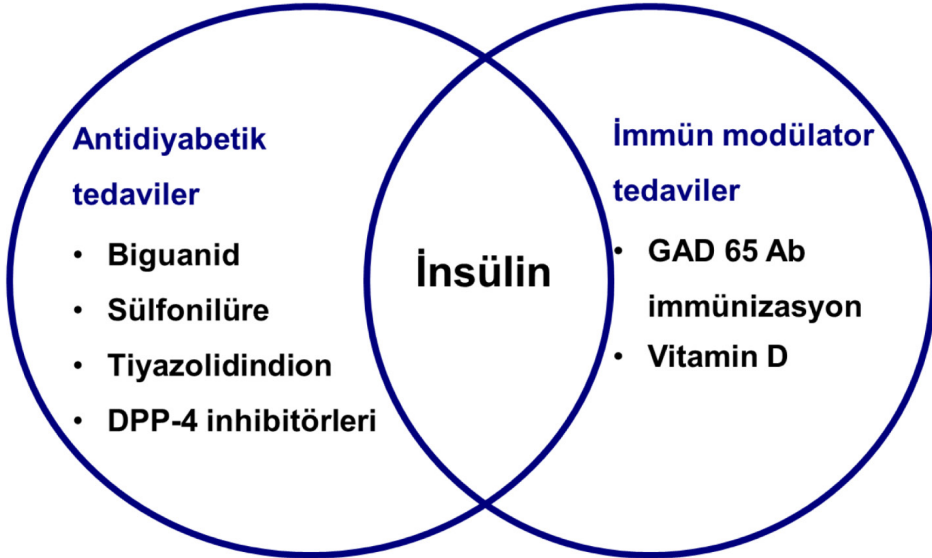 Antidiyabetik
tedaviler
• Biguanid
• Sülfonilüre
• Tiyazolidindion
• DPP-4 inhibitörleri
İnsülin
İmmün modülator
tedaviler
• GAD 65 Ab
immünizasyon
• Vitamin D